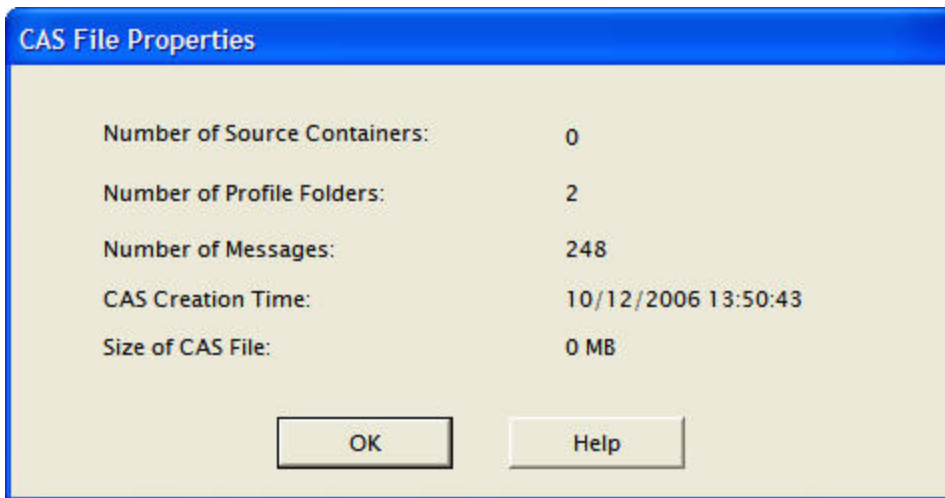 CAS File Properties
Number of Source Containers: 0
Number of Profile Folders: 2
Number of Messages: 248
CAS Creation Time: 10/12/2006 13:50:43
Size of CAS File: 0 MB
OK Help